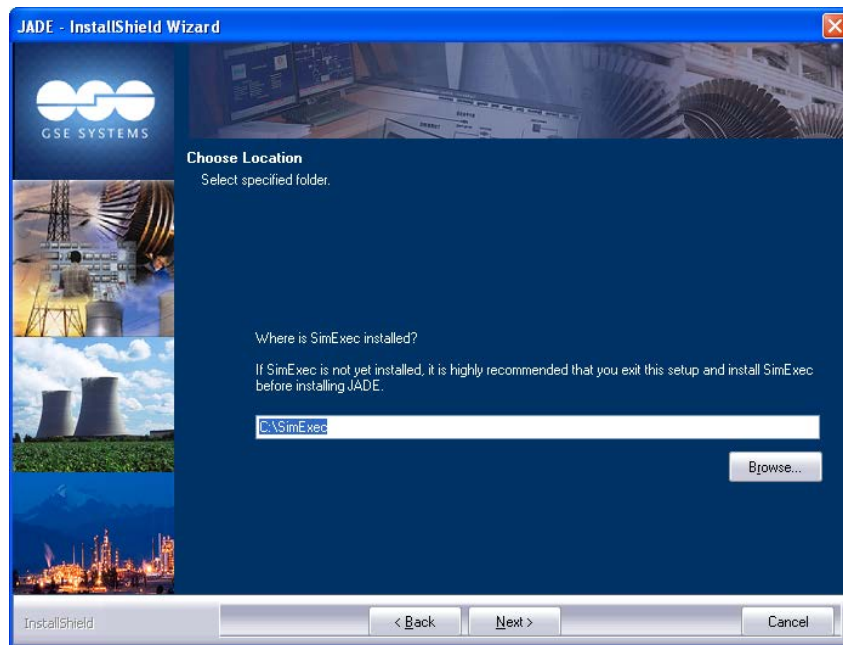 JADE - InstallShield Wizard
GSE SYSTEMS
Choose Location
Select specified folder.
Where is SimExec installed?
If SimExec is not yet installed, it is highly recommended that you exit this setup and install SimExec
before installing JADE.
C:\SimExec
Browse...
InstallShield
< Back
Next >
Cancel